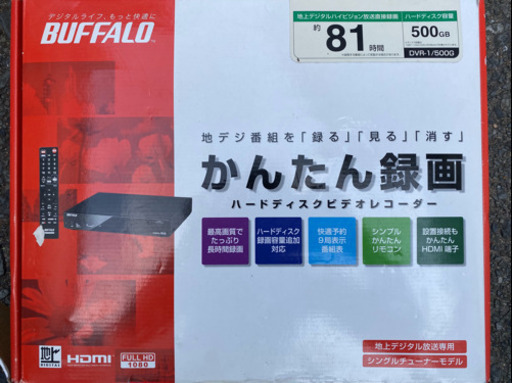 デジタルライフ、もっと快適に
BUFFALO
地上デジタルハイビジョン放送直接録画
約81時間
ハードディスク容量
500GB
DVR-1/500G
地デジ番組を「録る」「見る」「消す」
かんたん録画
ハードディスクビデオレコーダー
BUFFALO
最高画質で
たっぷり
長時間録画
ハードディスク
録画容量追加
対応
快適予約
9局表示
番組表
シンプル
かんたん
リモコン
設置接続も
かんたん
HDMI端子
地上
DIGITAL
HDMI
FULL HD
1080
地上デジタル放送専用
シングルチューナーモデル